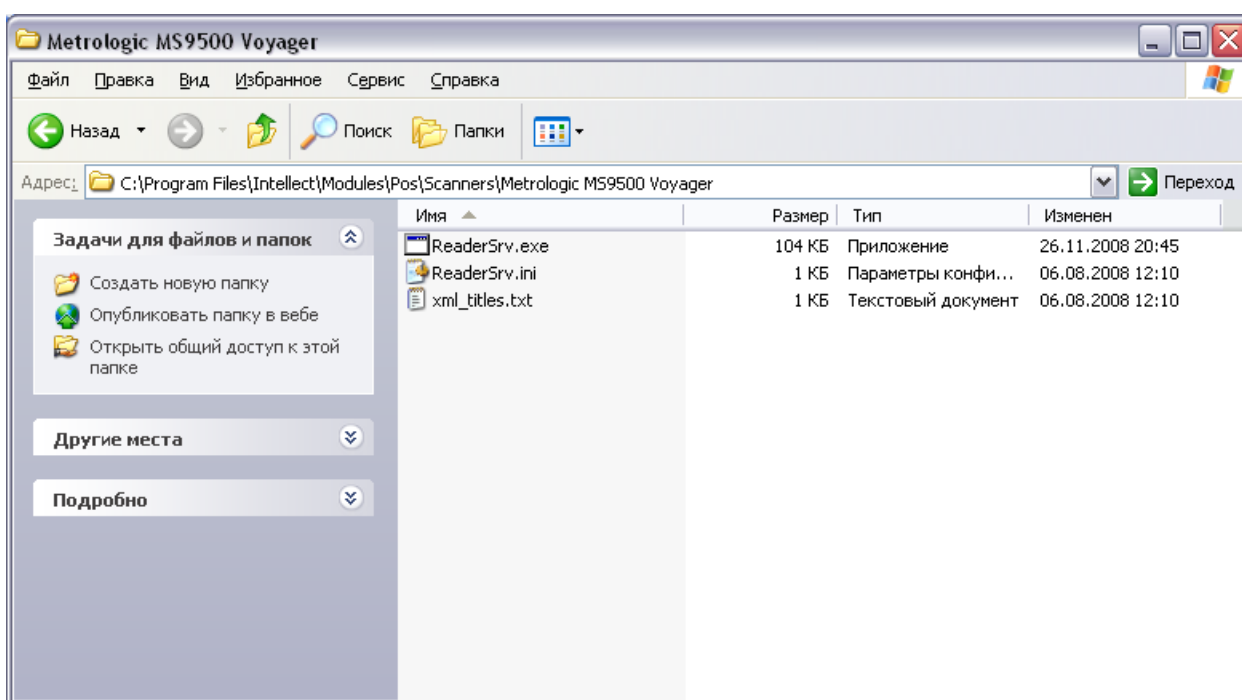 Metrologic MS9500 Voyager
Файл Правка Вид Избранное Сервис Справка
Назад Поиск Папки
Адрес: C:\Program Files\Intellect\Modules\Pos\Scanners\Metrologic MS9500 Voyager Переход
Имя Размер Тип Изменен
Задачи для файлов и папок
Создать новую папку
Опубликовать папку в вебе
Открыть общий доступ к этой
папке
Другие места
Подробно
ReaderSrv.exe 104 КБ Приложение 26.11.2008 20:45
ReaderSrv.ini 1 КБ Параметры конфи... 06.08.2008 12:10
xml_titles.txt 1 КБ Текстовый документ 06.08.2008 12:10